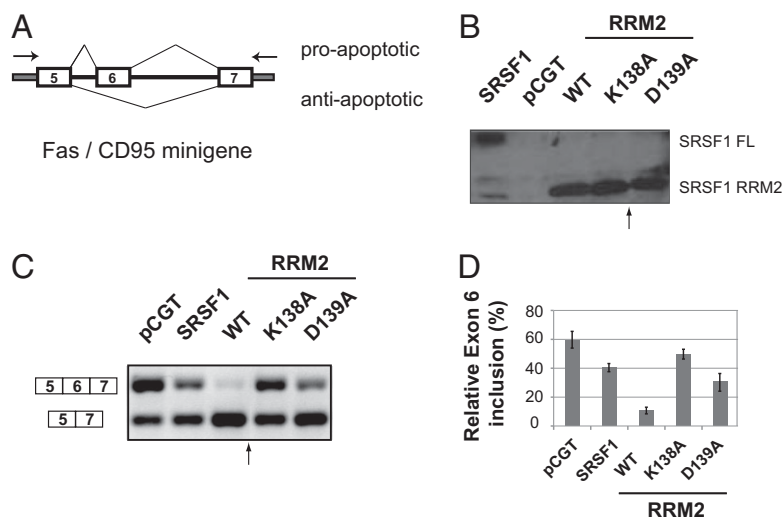 A
5 6 7
pro-apoptotic
anti-apoptotic
Fas / CD95 minigene
B
RRM2
SRSF1 pCGT WT K138A D139A
SRSF1 FL
SRSF1 RRM2
C
RRM2
pCGT SRSF1 WT K138A D139A
5 6 7
5 7
D
Relative Exon 6
inclusion (%)
80
60
40
20
0
pCGT SRSF1 WT K138A D139A
RRM2